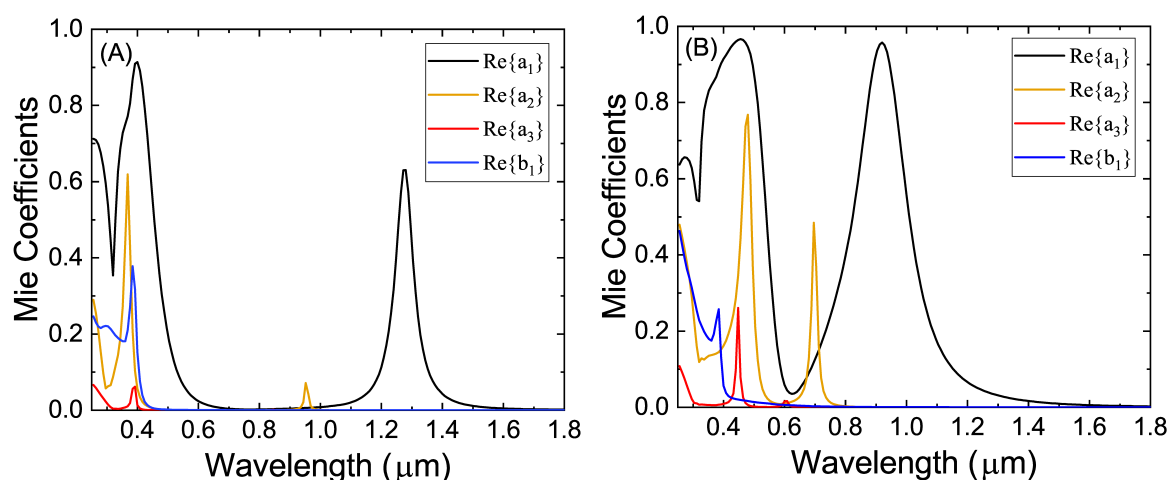 (A)
Mie Coefficients
1.0
0.8
0.6
0.4
0.2
0.0
Re{a₁}
Re{a₂}
Re{a₃}
Re{b₁}
0.4 0.6 0.8 1.0 1.2 1.4 1.6 1.8
Wavelength (μm)
(B)
Mie Coefficients
1.0
0.8
0.6
0.4
0.2
0.0
Re{a₁}
Re{a₂}
Re{a₃}
Re{b₁}
0.4 0.6 0.8 1.0 1.2 1.4 1.6 1.8
Wavelength (μm)